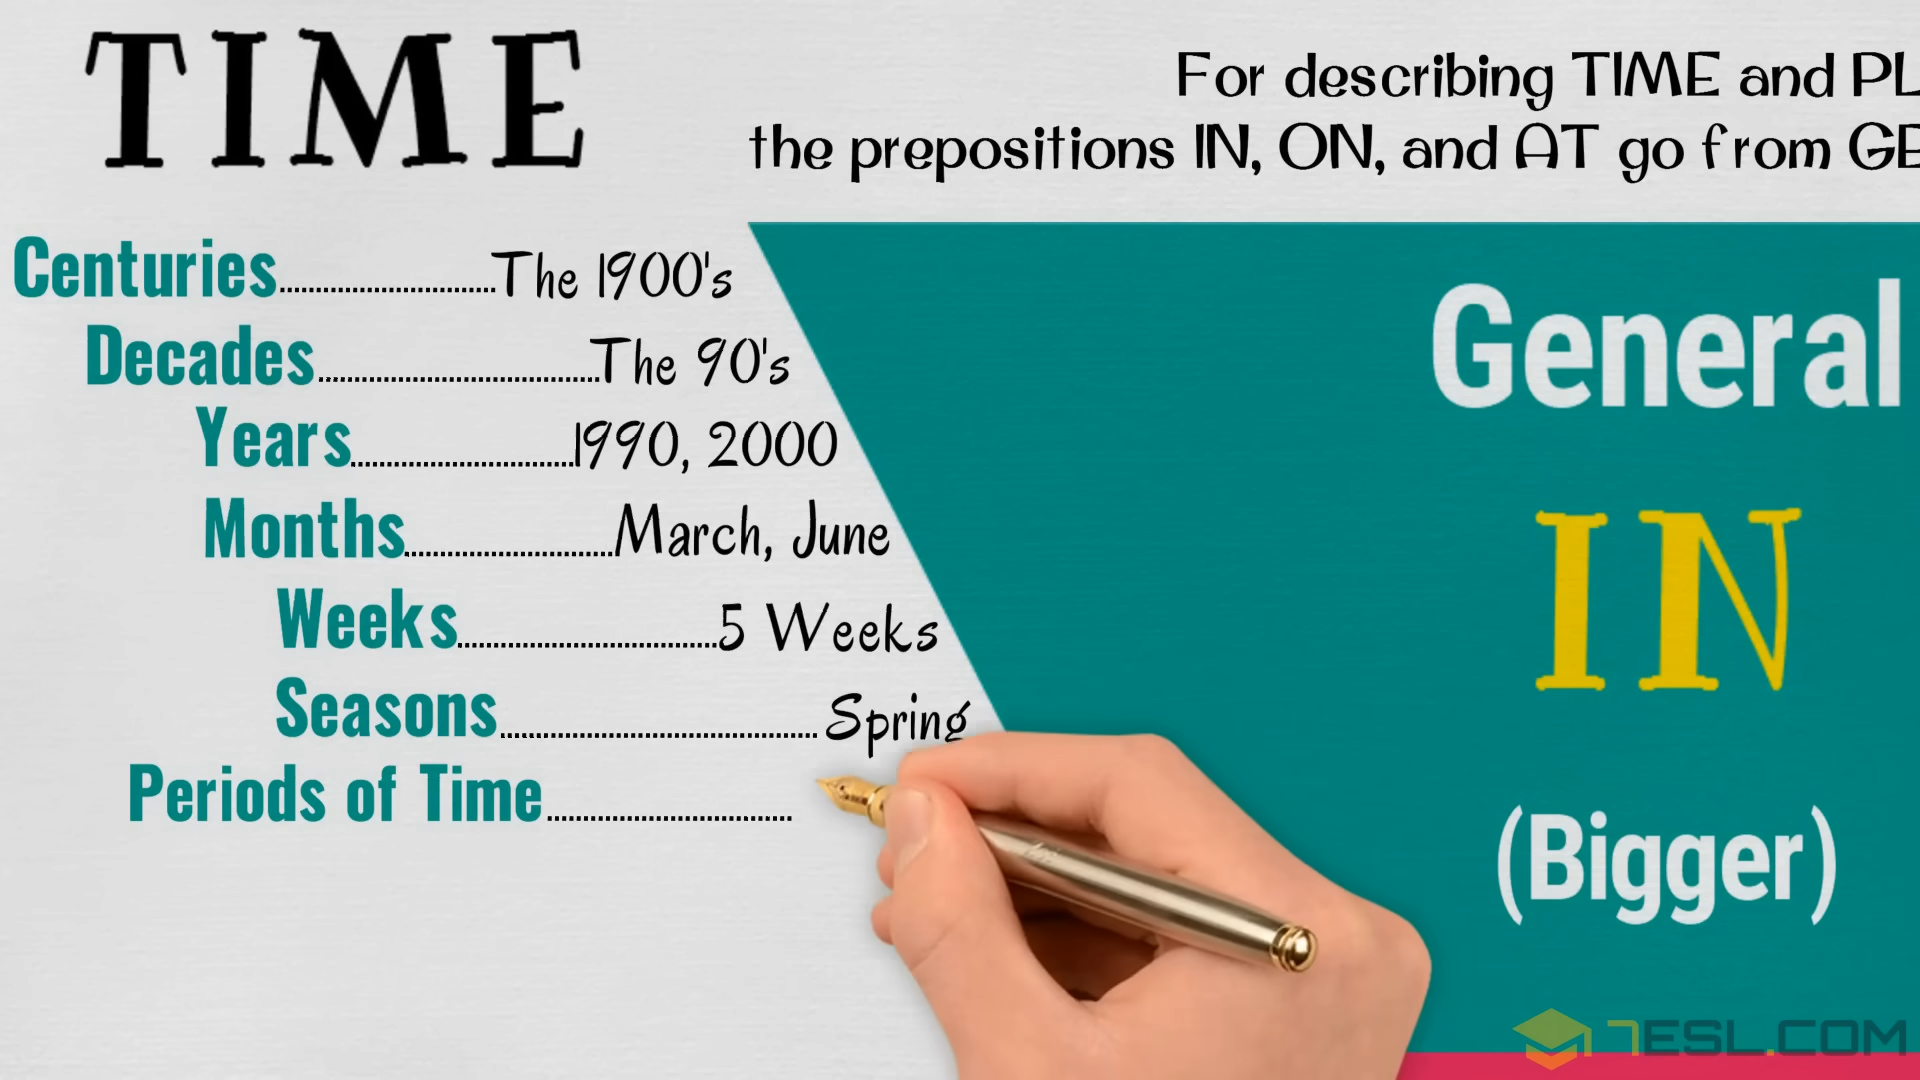 TIME
For describing TIME and PL
the prepositions IN, ON, and AT go from GE
Centuries..............................The 1900's
Decades.......................................The 90's
Years...............................1990, 2000
Months.............................March, June
Weeks....................................5 Weeks
Seasons............................................ Spring
Periods of Time..................................
General
IN
(Bigger)
7ESL.COM